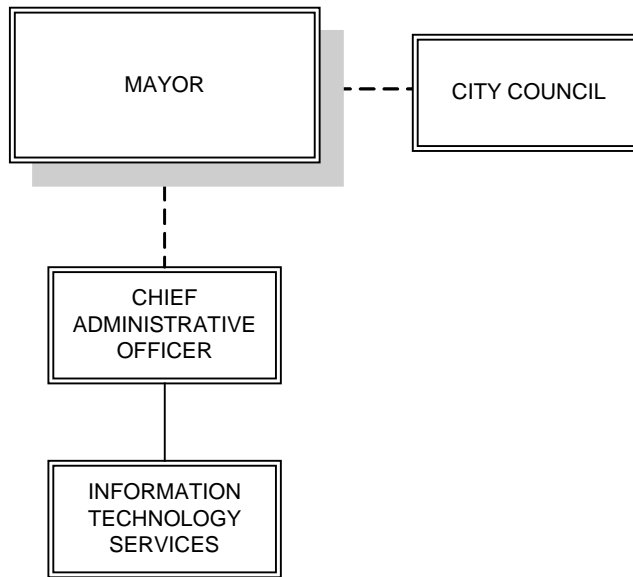 MAYOR
CITY COUNCIL
CHIEF
ADMINISTRATIVE
OFFICER
INFORMATION
TECHNOLOGY
SERVICES